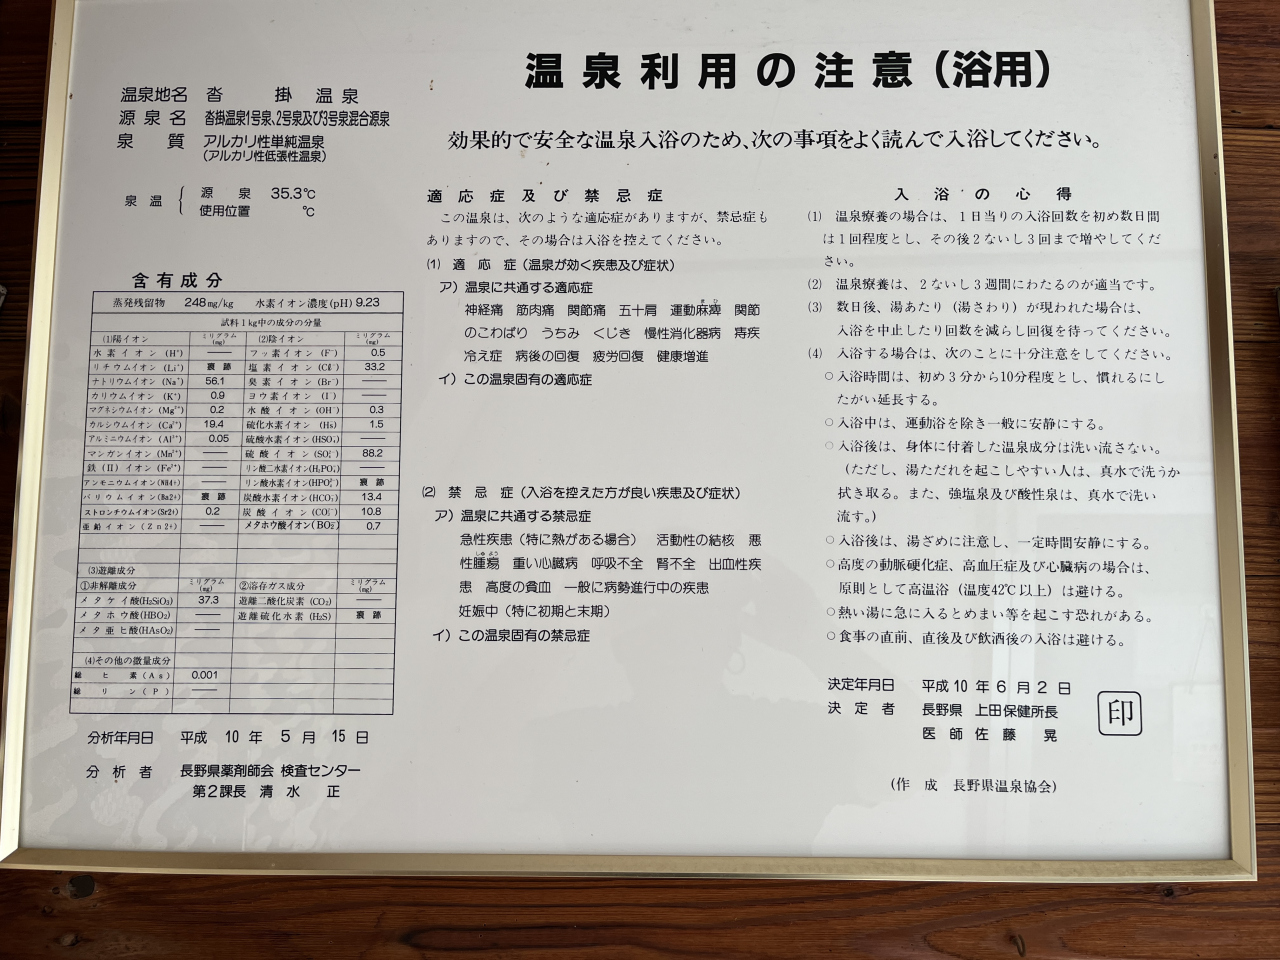 温泉利用の注意（浴用）
効果的で安全な温泉入浴のため、次の事項をよく読んで入浴してください。
温泉地名 沓 掛 温 泉
源 泉 名 沓掛温泉1号泉、2号泉及び3号泉混合源泉
泉 質 アルカリ性単純温泉
（アルカリ性低張性温泉）
泉 温 源 泉 35.3℃
使用位置 ℃
含 有 成 分
蒸発残留物 248mg/kg 水素イオン濃度(pH) 9.23
試料1kg中の成分の分量
(1)陽イオン ミリグラム(mg) (2)陰イオン ミリグラム(mg)
水 素 イ オ ン (H⁺) ── フ ッ 素 イ オ ン (F⁻) 0.5
リ チ ウ ム イ オ ン (Li⁺) 痕 跡 塩 素 イ オ ン (Cℓ⁻) 33.2
ナトリウムイオン (Na⁺) 56.1 臭 素 イ オ ン (Br⁻) ──
カ リ ウ ム イ オ ン (K⁺) 0.9 ヨ ウ 素 イ オ ン (I⁻) ──
マグネシウムイオン(Mg²⁺) 0.2 水 酸 イ オ ン (OH⁻) 0.3
カルシウムイオン (Ca²⁺) 19.4 硫化水素イオン (Hs) 1.5
アルミニウムイオン(Al³⁺) 0.05 硫酸水素イオン(HSO₄⁻) ──
マンガンイオン(Mn²⁺) ── 硫 酸 イ オ ン (SO₄²⁻) 88.2
鉄 (II) イオン (Fe²⁺) ── リン酸二水素イオン(H₂PO₄⁻) ──
アンモニウムイオン(NH4+) ── リン酸水素イオン(HPO₄²⁻) 痕 跡
バ リ ウ ム イ オ ン (Ba2+) 痕 跡 炭酸水素イオン(HCO₃⁻) 13.4
ストロンチウムイオン(Sr2+) 0.2 炭 酸 イ オ ン (CO₃²⁻) 10.8
亜 鉛 イ オ ン ( Z n 2+) ── メタホウ酸イオン(BO₂⁻) 0.7
(3)遊離成分
①非解離成分 ミリグラム(mg) ②溶存ガス成分 ミリグラム(mg)
メ タ ケ イ 酸(H₂SiO₃) 37.3 遊離二酸化炭素 (CO₂) ──
メ タ ホ ウ 酸(HBO₂) ── 遊 離 硫 化 水 素 (H₂S) 痕 跡
メ タ 亜 ヒ 酸(HAsO₂) ──
(4)その他の微量成分
総 ヒ 素 ( A s ) 0.001
総 リ ン ( P ) ──
分析年月日 平成 10 年 5 月 15 日
分 析 者 長野県薬剤師会 検査センター
第2課長 清 水 正
適 応 症 及 び 禁 忌 症
この温泉は、次のような適応症がありますが、禁忌症も
ありますので、その場合は入浴を控えてください。
(1) 適 応 症（温泉が効く疾患及び症状）
ア）温泉に共通する適応症
神経痛 筋肉痛 関節痛 五十肩 運動麻痺（まひ） 関節
のこわばり うちみ くじき 慢性消化器病 痔疾
冷え症 病後の回復 疲労回復 健康増進
イ）この温泉固有の適応症
(2) 禁 忌 症（入浴を控えた方が良い疾患及び症状）
ア）温泉に共通する禁忌症
急性疾患（特に熱がある場合） 活動性の結核 悪
性腫瘍（しゅよう） 重い心臓病 呼吸不全 腎不全 出血性疾
患 高度の貧血 一般に病勢進行中の疾患
妊娠中（特に初期と末期）
イ）この温泉固有の禁忌症
入 浴 の 心 得
(1) 温泉療養の場合は、1日当りの入浴回数を初め数日間
は1回程度とし、その後2ないし3回まで増やしてくだ
さい。
(2) 温泉療養は、2ないし3週間にわたるのが適当です。
(3) 数日後、湯あたり（湯さわり）が現われた場合は、
入浴を中止したり回数を減らし回復を待ってください。
(4) 入浴する場合は、次のことに十分注意をしてください。
○入浴時間は、初め3分から10分程度とし、慣れるにし
たがい延長する。
○入浴中は、運動浴を除き一般に安静にする。
○入浴後は、身体に付着した温泉成分は洗い流さない。
（ただし、湯ただれを起こしやすい人は、真水で洗うか
拭き取る。また、強塩泉及び酸性泉は、真水で洗い
流す。）
○入浴後は、湯ざめに注意し、一定時間安静にする。
○高度の動脈硬化症、高血圧症及び心臓病の場合は、
原則として高温浴（温度42℃以上）は避ける。
○熱い湯に急に入るとめまい等を起こす恐れがある。
○食事の直前、直後及び飲酒後の入浴は避ける。
決定年月日 平成 10 年 6 月 2 日
決 定 者 長野県 上田保健所長
医 師 佐 藤 晃
印
（作 成 長野県温泉協会）